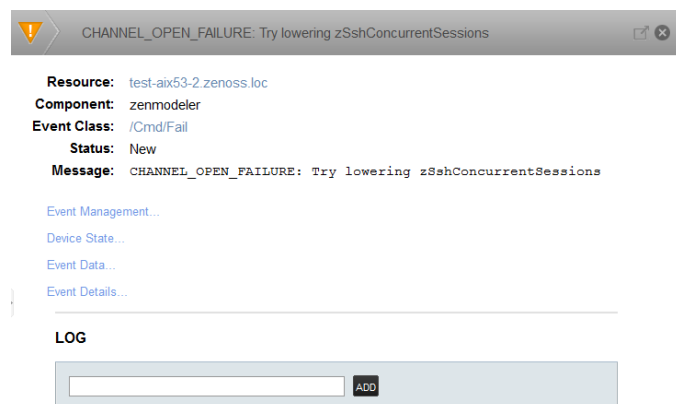 CHANNEL_OPEN_FAILURE: Try lowering zSshConcurrentSessions
Resource: test-aix53-2.zenoss.loc
Component: zenmodeler
Event Class: /Cmd/Fail
Status: New
Message: CHANNEL_OPEN_FAILURE: Try lowering zSshConcurrentSessions
Event Management...
Device State...
Event Data...
Event Details...
LOG
ADD